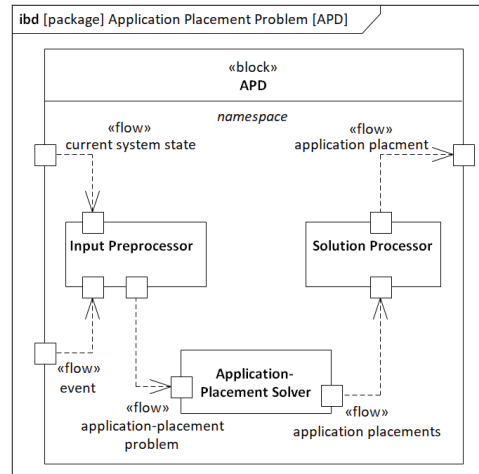 ibd [package] Application Placement Problem [APD]
«block»
APD
namespace
«flow»
current system state
«flow»
application placment
Input Preprocessor
Solution Processor
«flow»
event
Application-
Placement Solver
«flow»
application-placement
problem
«flow»
application placements